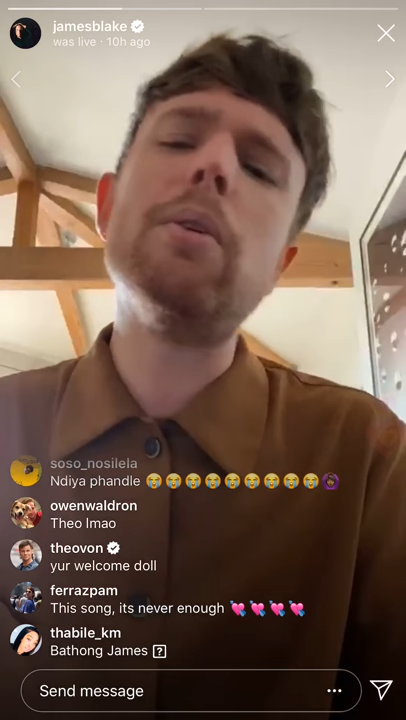 jamesblake
was live · 10h ago
soso_nosileia
Ndiya phandle 😭😭😭😭😭😭😭😭😭🙆🏾‍♀️
owenwaldron
Theo lmao
theovon
yur welcome doll
ferrazpam
This song, its never enough 💘💘💘💘
thabile_km
Bathong James ⍰
Send message